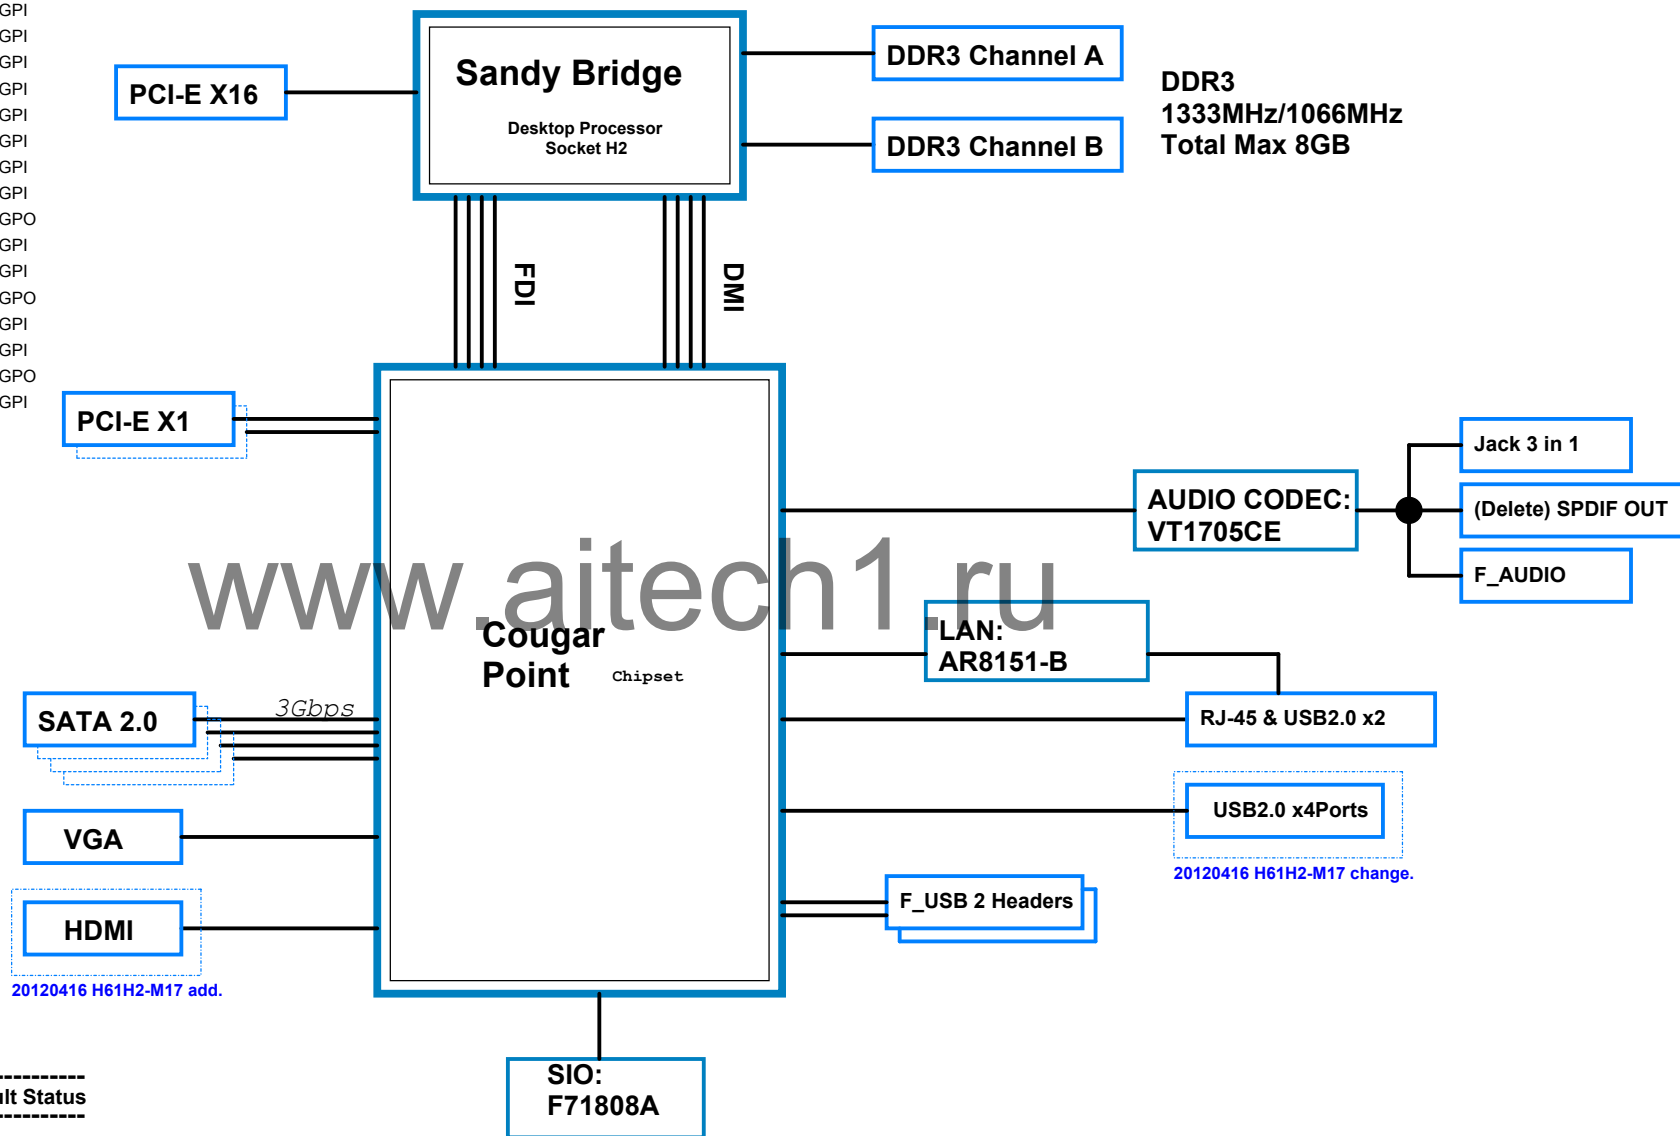 GPI
GPI
GPI
GPI
GPI
GPI
GPI
GPI
GPO
GPI
GPI
GPO
GPI
GPI
GPO
GPI
PCI-E X16
Sandy Bridge
Desktop Processor
Socket H2
DDR3 Channel A
DDR3 Channel B
DDR3
1333MHz/1066MHz
Total Max 8GB
FDI
DMI
PCI-E X1
Jack 3 in 1
AUDIO CODEC:
VT1705CE
(Delete) SPDIF OUT
F_AUDIO
www.aitech1.ru
Cougar
Point
Chipset
LAN:
AR8151-B
SATA 2.0
3Gbps
RJ-45 & USB2.0 x2
USB2.0 x4Ports
20120416 H61H2-M17 change.
VGA
F_USB 2 Headers
HDMI
20120416 H61H2-M17 add.
SIO:
F71808A
----------
ult Status
----------